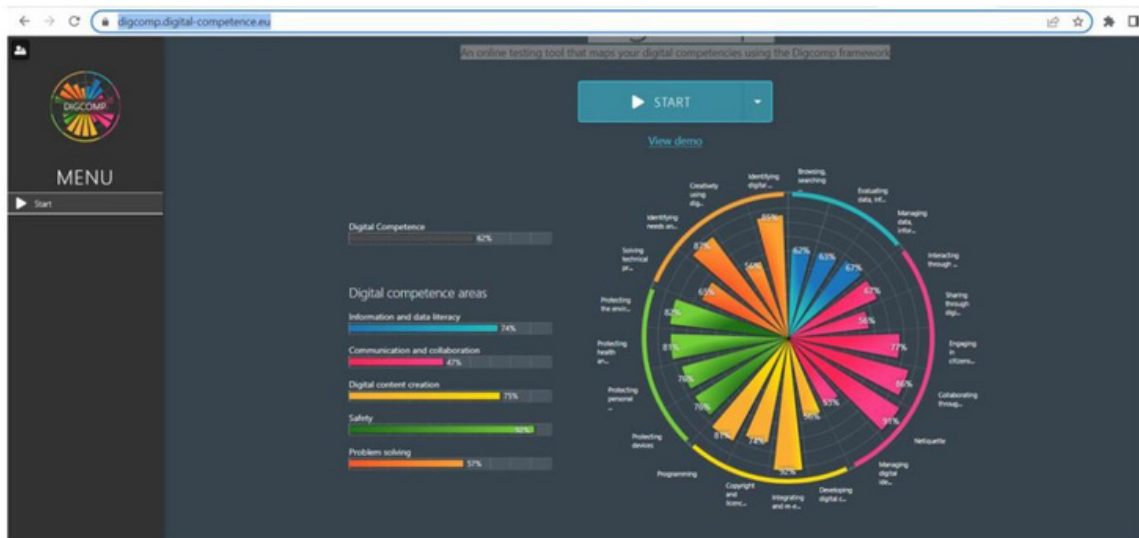 digcomp.digital-competence.eu
An online testing tool that maps your digital competencies using the Digcomp framework
DIGCOMP
MENU
Start
START
View demo
Digital Competence
62%
Digital competence areas
Information and data literacy
74%
Communication and collaboration
47%
Digital content creation
75%
Safety
92%
Problem solving
57%
Identifying
digital ...
Browsing,
searching
...
Evaluating
data, inf...
Managing
data,
infor...
Interacting
through ...
Sharing
through
digi...
Engaging
in
citizens...
Collaborating
throug...
Netiquette
Managing
digital
ide...
Developing
digital c...
Integrating
and re-e...
Copyright
and
licenc...
Programming
Protecting
devices
Protecting
personal
...
Protecting
health
an...
Protecting
the envir...
Solving
technical
pr...
Identifying
needs an...
Creatively
using
dig...
85%
62%
63%
67%
67%
56%
77%
86%
91%
53%
56%
92%
74%
81%
76%
76%
81%
82%
65%
87%
56%